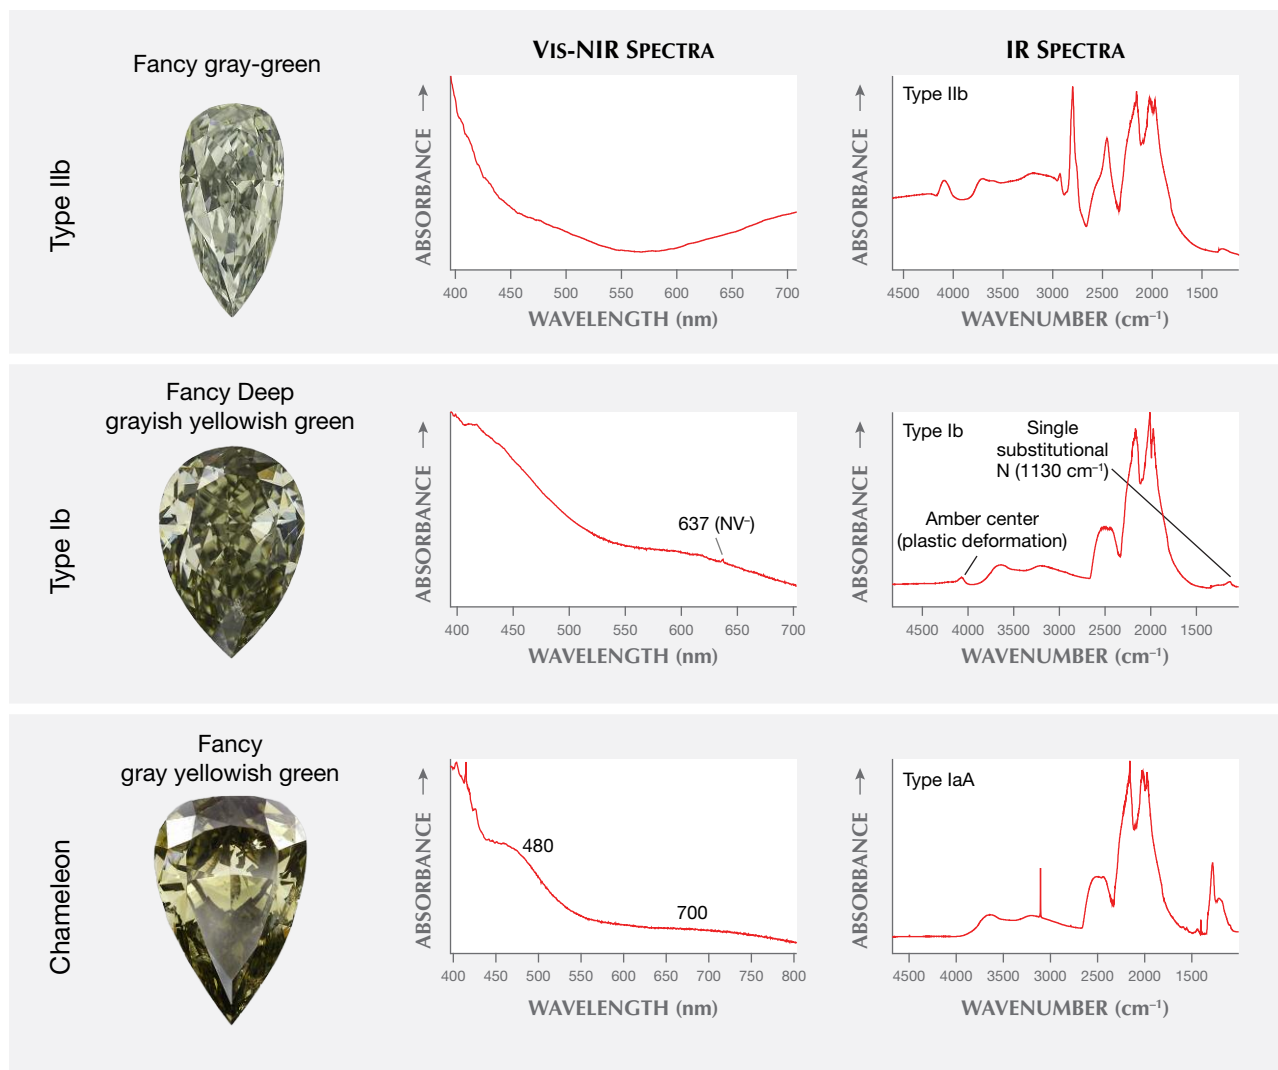 VIS-NIR SPECTRA
IR SPECTRA
Fancy gray-green
Type IIb
ABSORBANCE →
400 450 500 550 600 650 700
WAVELENGTH (nm)
Type IIb
ABSORBANCE →
4500 4000 3500 3000 2500 2000 1500
WAVENUMBER (cm⁻¹)
Fancy Deep
grayish yellowish green
Type Ib
ABSORBANCE →
637 (NV⁻)
400 450 500 550 600 650 700
WAVELENGTH (nm)
Type Ib
Single
substitutional
N (1130 cm⁻¹)
Amber center
(plastic deformation)
ABSORBANCE →
4500 4000 3500 3000 2500 2000 1500
WAVENUMBER (cm⁻¹)
Fancy
gray yellowish green
Chameleon
ABSORBANCE →
480
700
400 450 500 550 600 650 700 750 800
WAVELENGTH (nm)
Type IaA
ABSORBANCE →
4500 4000 3500 3000 2500 2000 1500
WAVENUMBER (cm⁻¹)